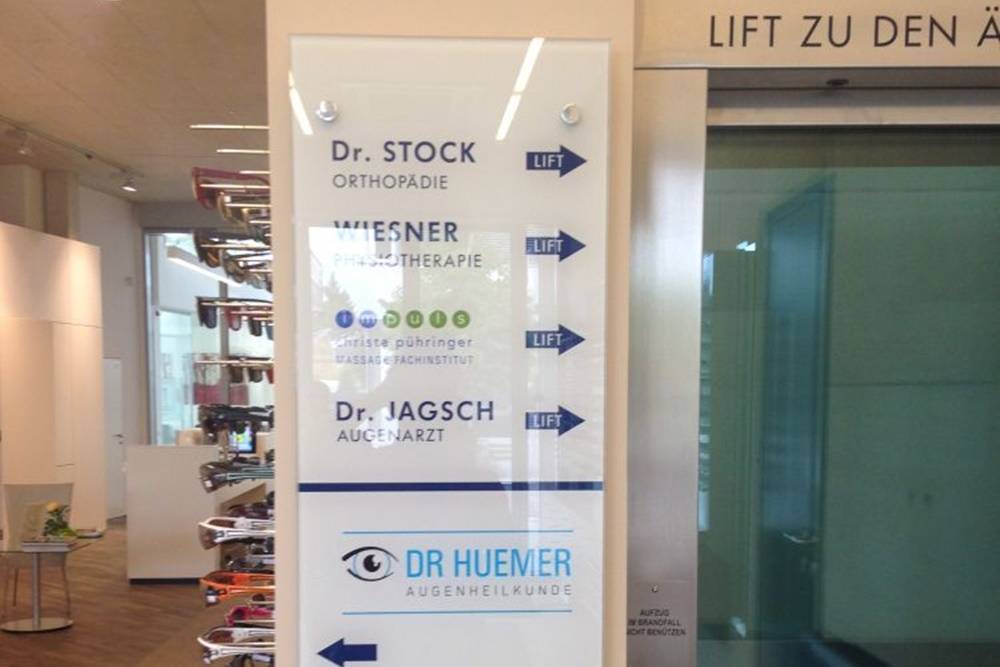 LIFT ZU DEN Ä
Dr. STOCK LIFT
ORTHOPÄDIE
WIESNER LIFT
PHYSIOTHERAPIE
impuls
christe pühringer LIFT
MASSAGE FACHINSTITUT
Dr. JAGSCH LIFT
AUGENARZT
DR HUEMER
AUGENHEILKUNDE
AUFZUG
IM BRANDFALL
NICHT BENÜTZEN